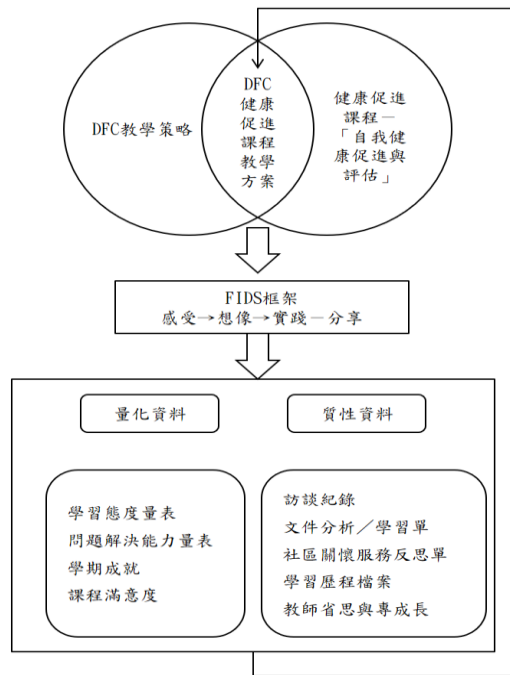 DFC教學策略
DFC
健康
促進
課程
教學
方案
健康促進
課程－
「自我健
康促進與
評估」
FIDS框架
感受→想像→實踐－分享
量化資料
質性資料
學習態度量表
問題解決能力量表
學期成就
課程滿意度
訪談紀錄
文件分析／學習單
社區關懷服務反思單
學習歷程檔案
教師省思與專成長